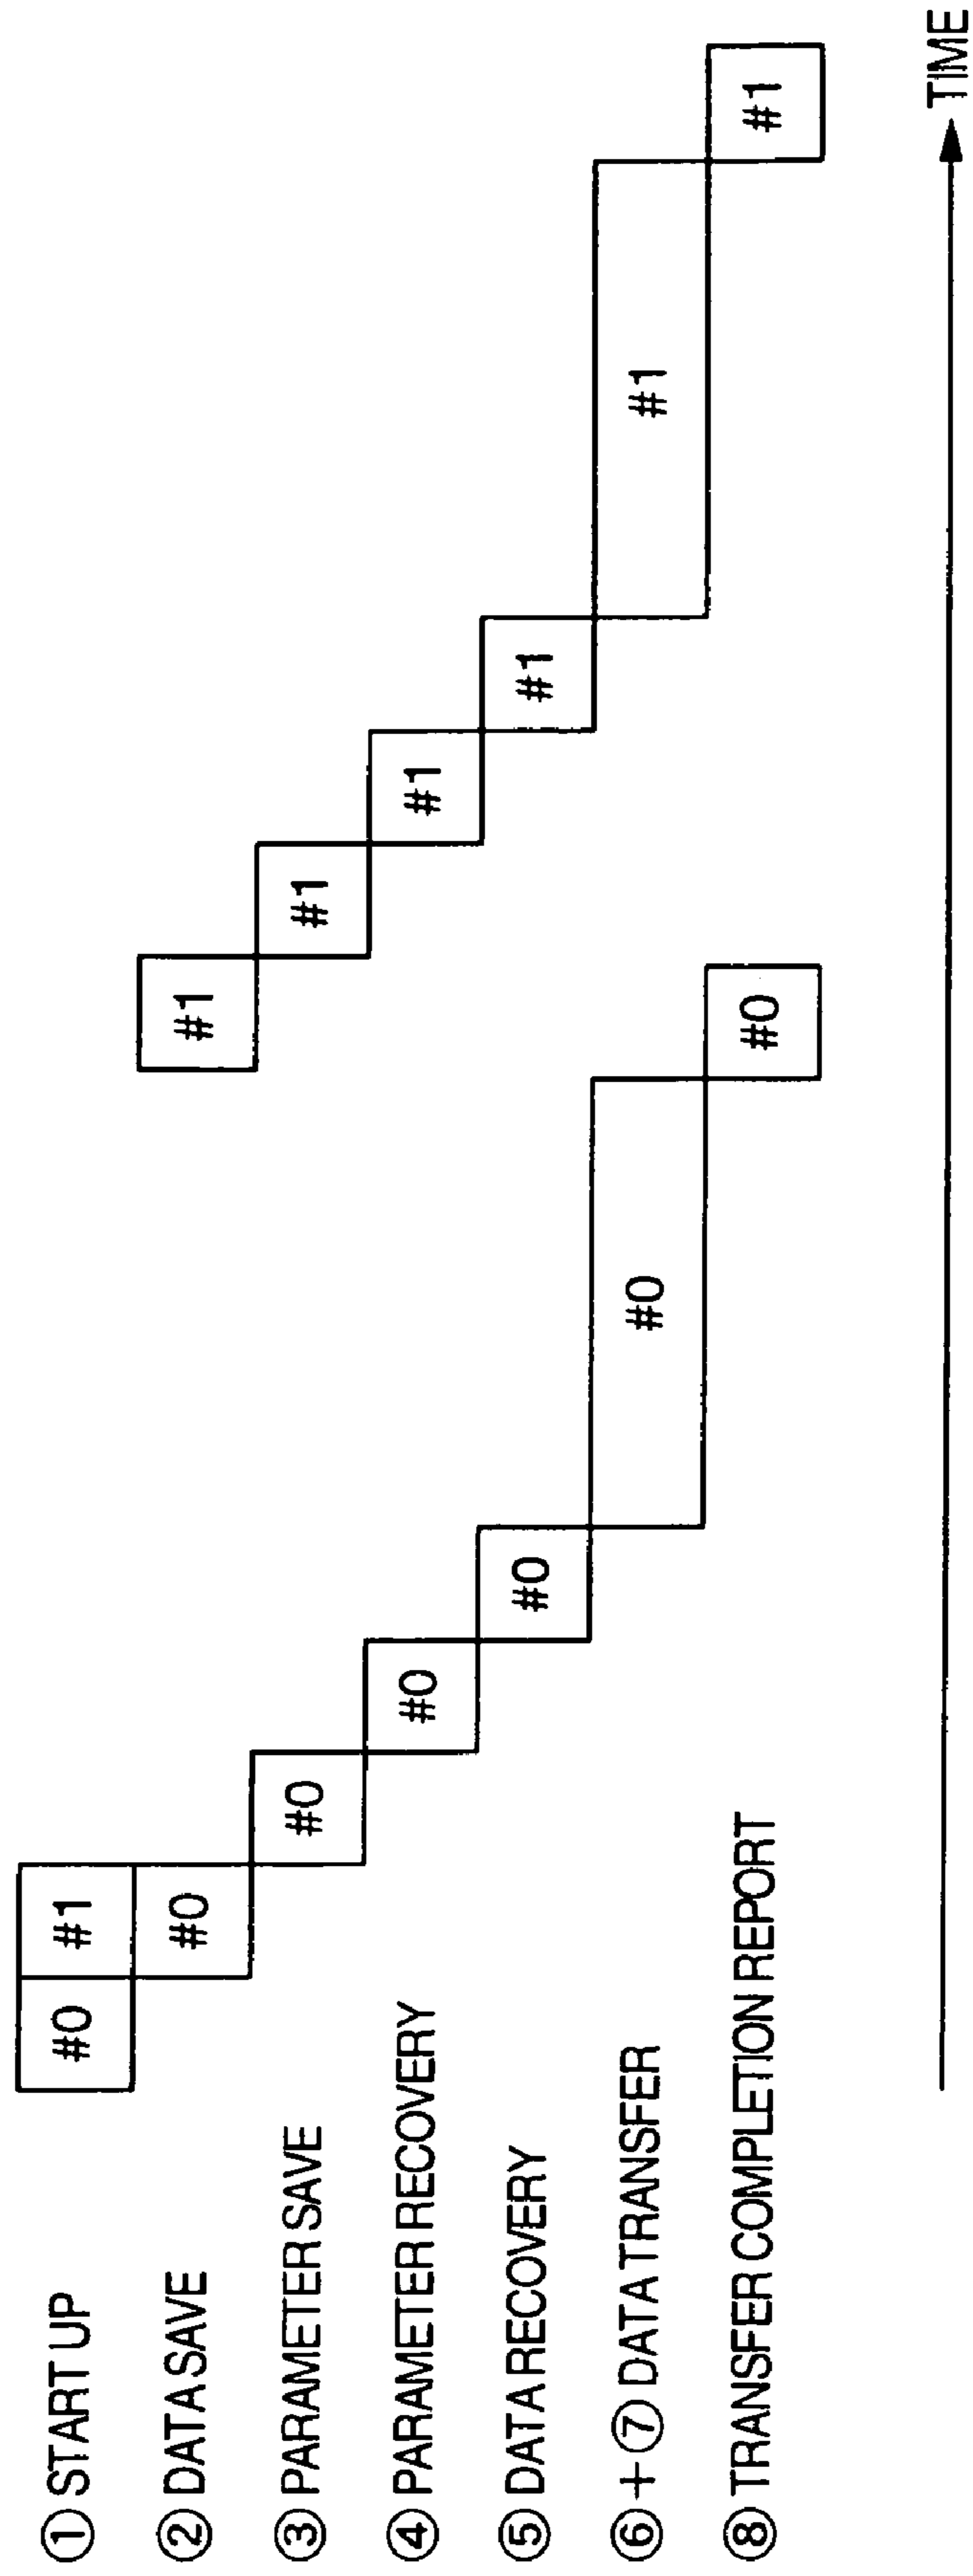 ① START UP #0 #1
② DATA SAVE #0 #1
③ PARAMETER SAVE #0 #1
④ PARAMETER RECOVERY #0 #1
⑤ DATA RECOVERY #0 #1
⑥ + ⑦ DATA TRANSFER #0 #1
⑧ TRANSFER COMPLETION REPORT #0 #1
TIME